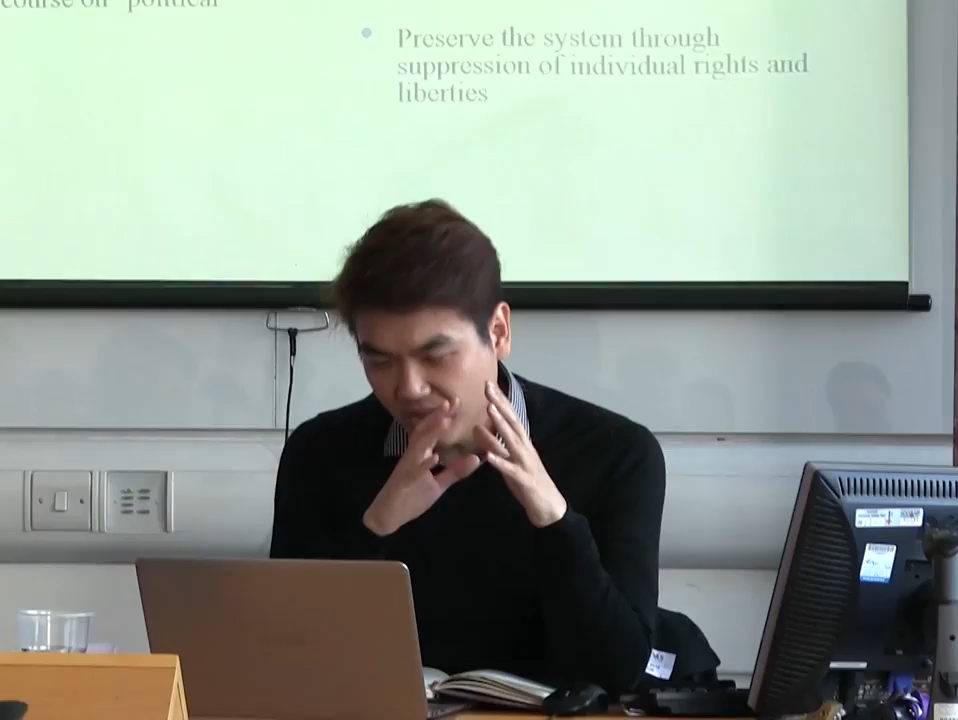 course on "political
Preserve the system through
suppression of individual rights and
liberties